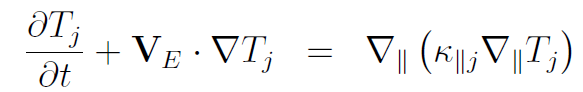 ∂T_j/∂t + V_E · ∇T_j = ∇_∥ (κ_∥j ∇_∥ T_j)